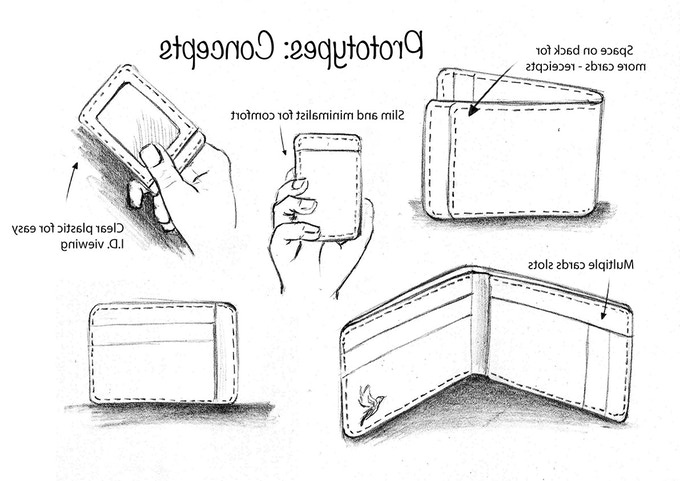 Prototypes: Concepts
Space on back for
more cards - receicpts
Slim and minimalist for comfort
Clear plastic for easy
I.D. viewing
Multiple cards slots